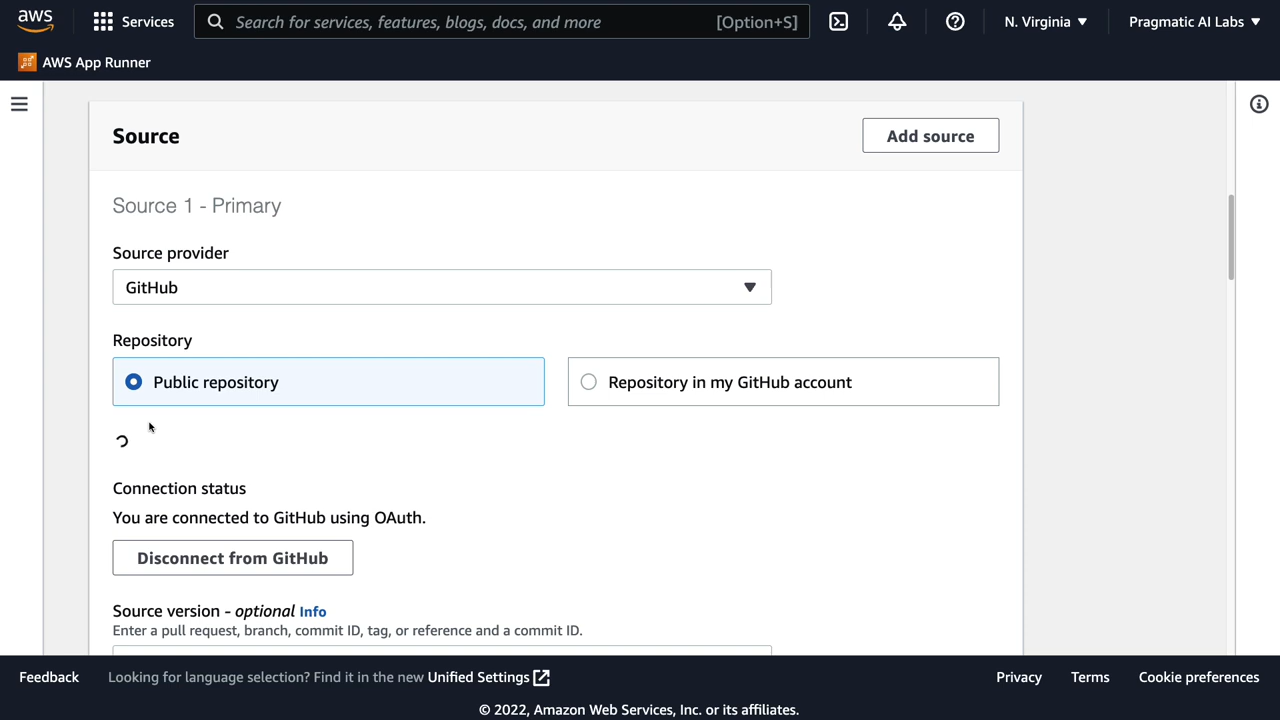 aws
Services
Search for services, features, blogs, docs, and more
[Option+S]
N. Virginia ▼
Pragmatic AI Labs ▼
AWS App Runner
Source
Add source
Source 1 - Primary
Source provider
GitHub
Repository
Public repository
Repository in my GitHub account
Connection status
You are connected to GitHub using OAuth.
Disconnect from GitHub
Source version - optional Info
Enter a pull request, branch, commit ID, tag, or reference and a commit ID.
Feedback
Looking for language selection? Find it in the new Unified Settings
Privacy
Terms
Cookie preferences
© 2022, Amazon Web Services, Inc. or its affiliates.